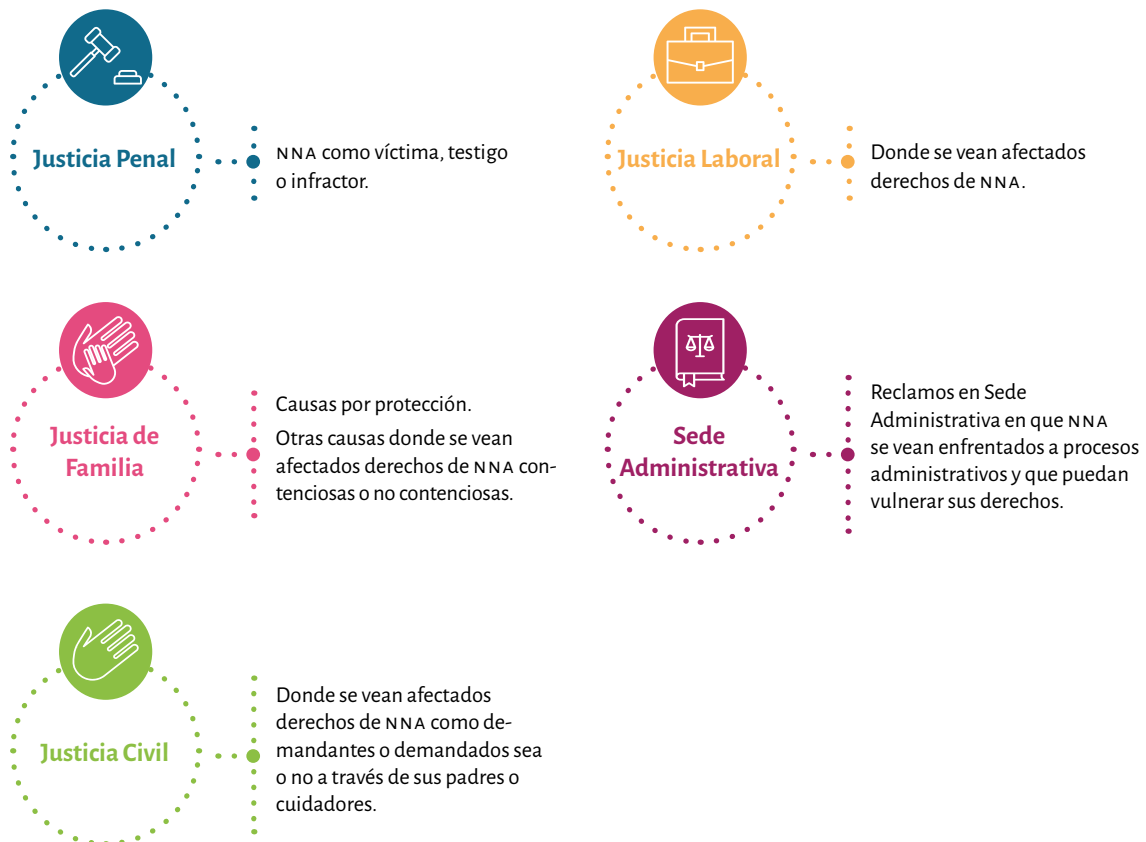 Justicia Penal
NNA como víctima, testigo
o infractor.
Justicia Laboral
Donde se vean afectados
derechos de NNA.
Justicia de
Familia
Causas por protección.
Otras causas donde se vean
afectados derechos de NNA con-
tenciosas o no contenciosas.
Sede
Administrativa
Reclamos en Sede
Administrativa en que NNA
se vean enfrentados a procesos
administrativos y que puedan
vulnerar sus derechos.
Justicia Civil
Donde se vean afectados
derechos de NNA como de-
mandantes o demandados sea
o no a través de sus padres o
cuidadores.